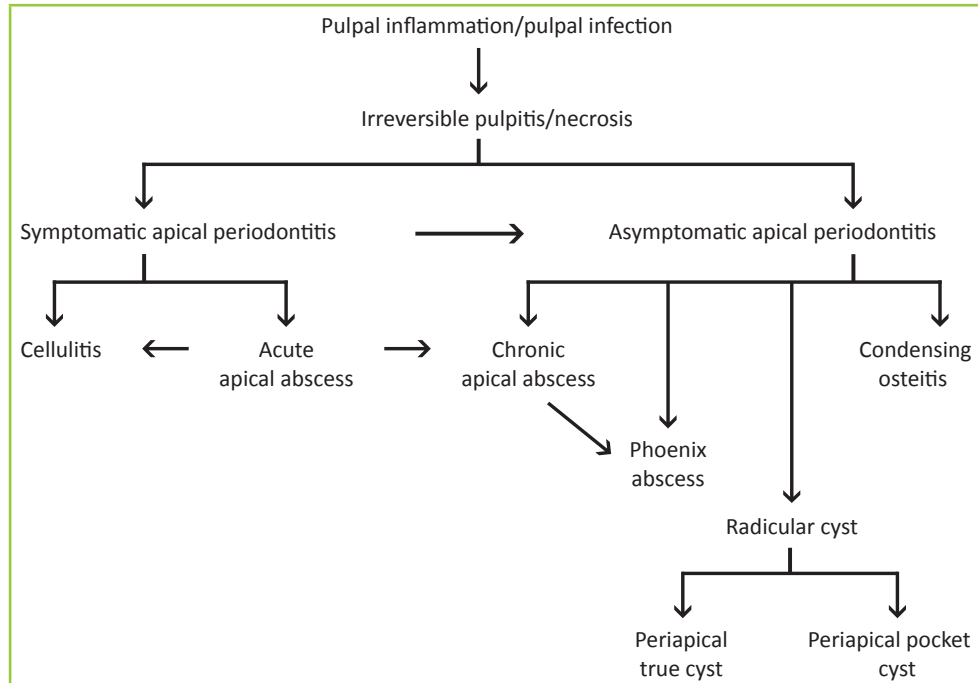 Pulpal inflammation/pulpal infection
Irreversible pulpitis/necrosis
Symptomatic apical periodontitis
Asymptomatic apical periodontitis
Cellulitis
Acute
apical abscess
Chronic
apical abscess
Condensing
osteitis
Phoenix
abscess
Radicular cyst
Periapical
true cyst
Periapical pocket
cyst